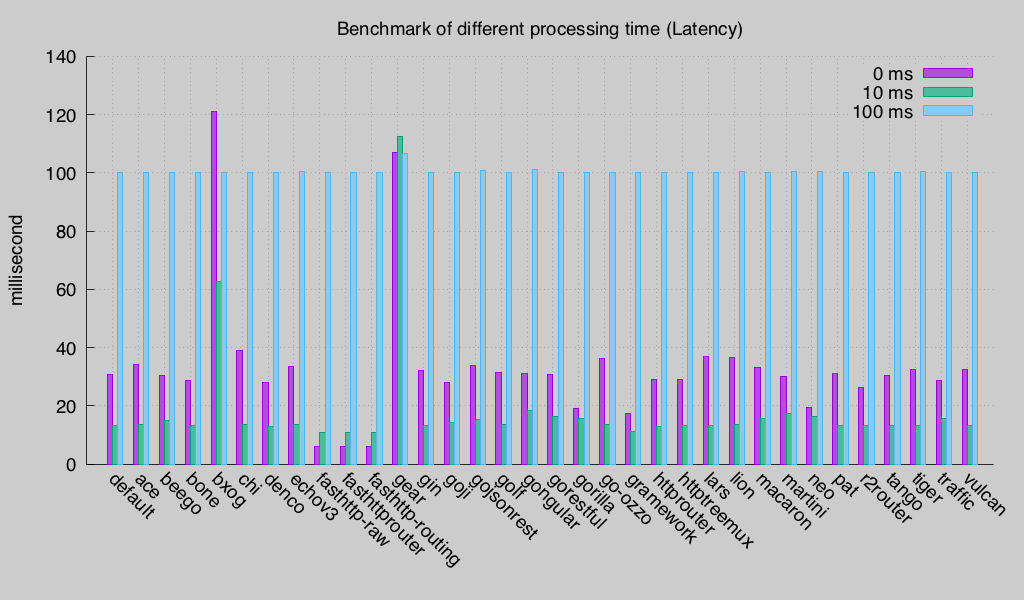 Benchmark of different processing time (Latency)
0 ms
10 ms
100 ms
millisecond
140
120
100
80
60
40
20
0
default
ace
beego
bone
bxog
chi
denco
echov3
fasthttp-raw
fasthttprouter
fasthttp-routing
gear
gin
goji
gojsonrest
golf
gongular
gorestful
gorilla
go-ozzo
gramework
httprouter
httptreemux
lars
lion
macaron
martini
neo
pat
r2router
tango
tiger
traffic
vulcan